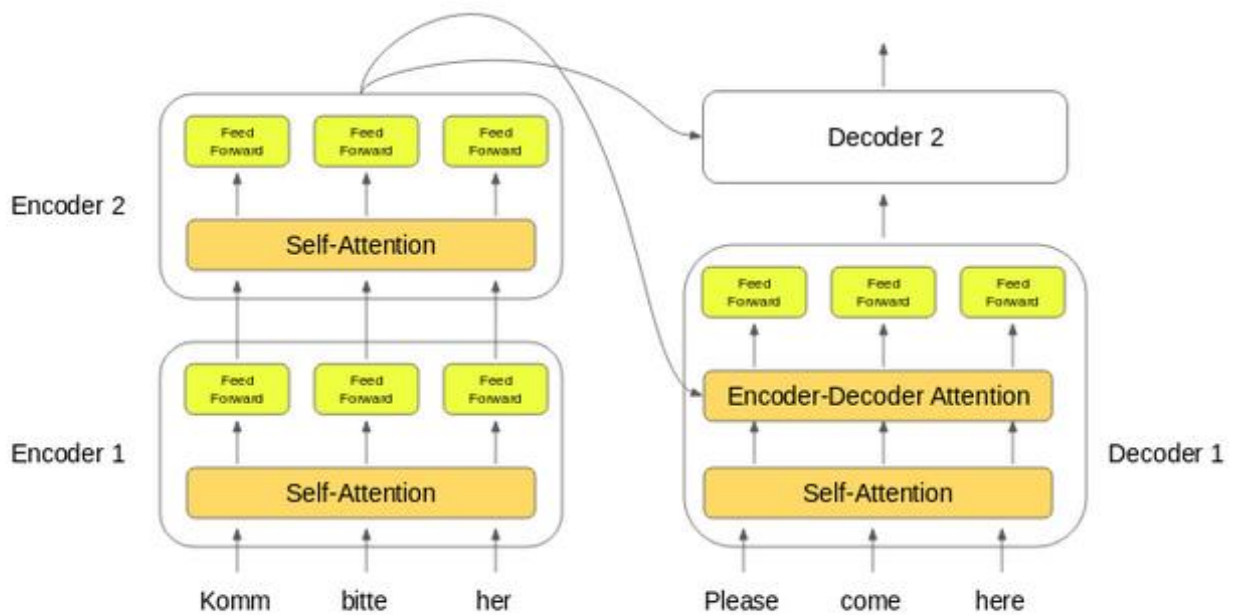 Encoder 2
Feed
Forward
Feed
Forward
Feed
Forward
Self-Attention
Encoder 1
Feed
Forward
Feed
Forward
Feed
Forward
Self-Attention
Komm bitte her
Decoder 2
Feed
Forward
Feed
Forward
Feed
Forward
Encoder-Decoder Attention
Self-Attention
Decoder 1
Please come here